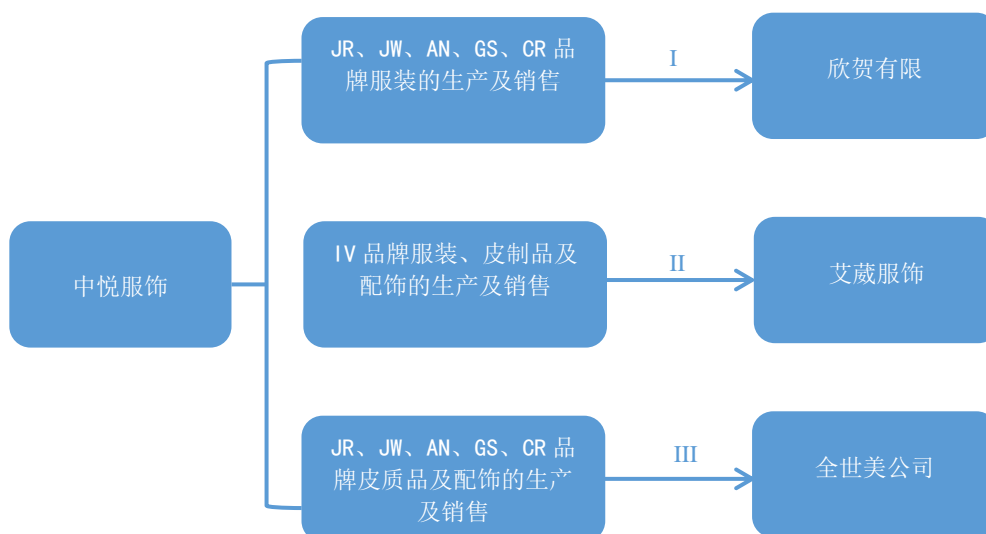 JR、JW、AN、GS、CR 品
牌服装的生产及销售
I
欣贺有限
中悦服饰
IV 品牌服装、皮制品及
配饰的生产及销售
II
艾葳服饰
JR、JW、AN、GS、CR 品
牌皮质品及配饰的生产
及销售
III
全世美公司